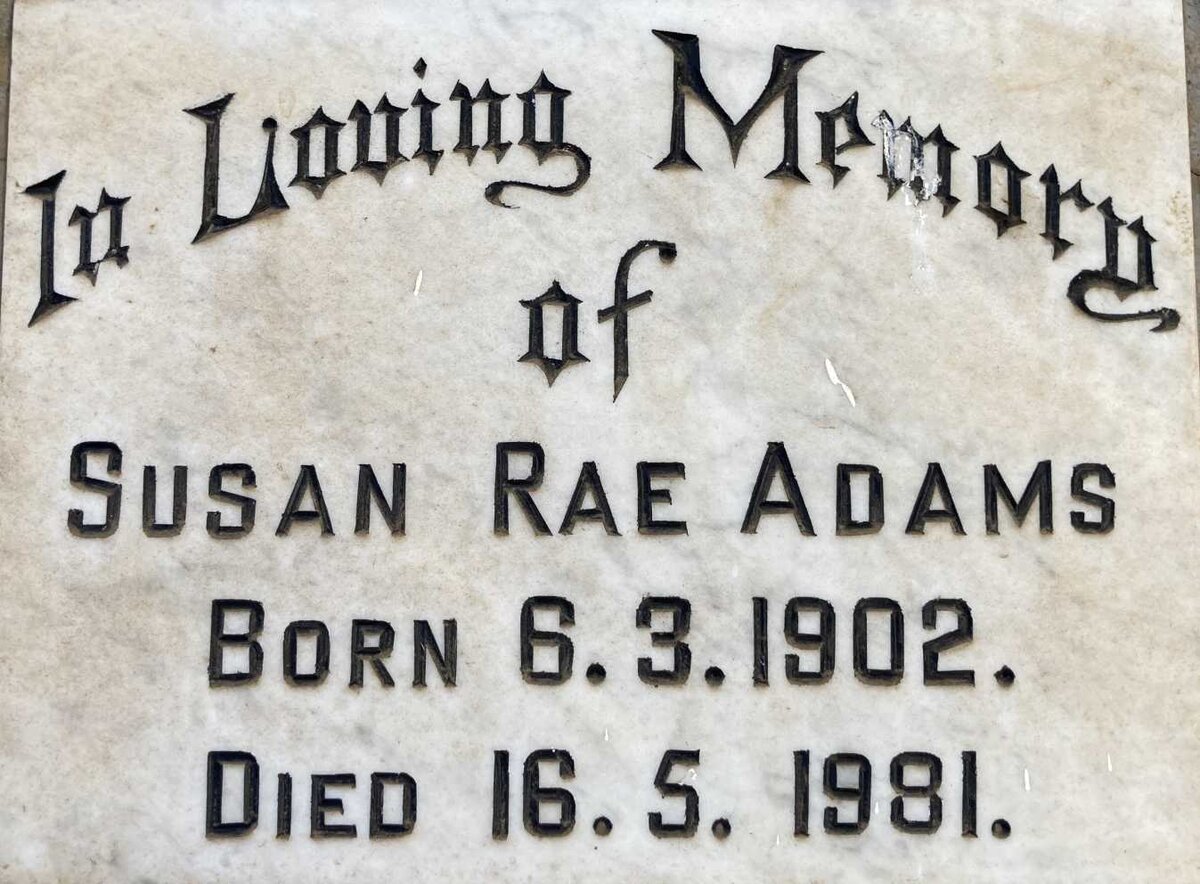 In Loving Memory
of
SUSAN RAE ADAMS
BORN 6.3.1902.
DIED 16.5.1981.